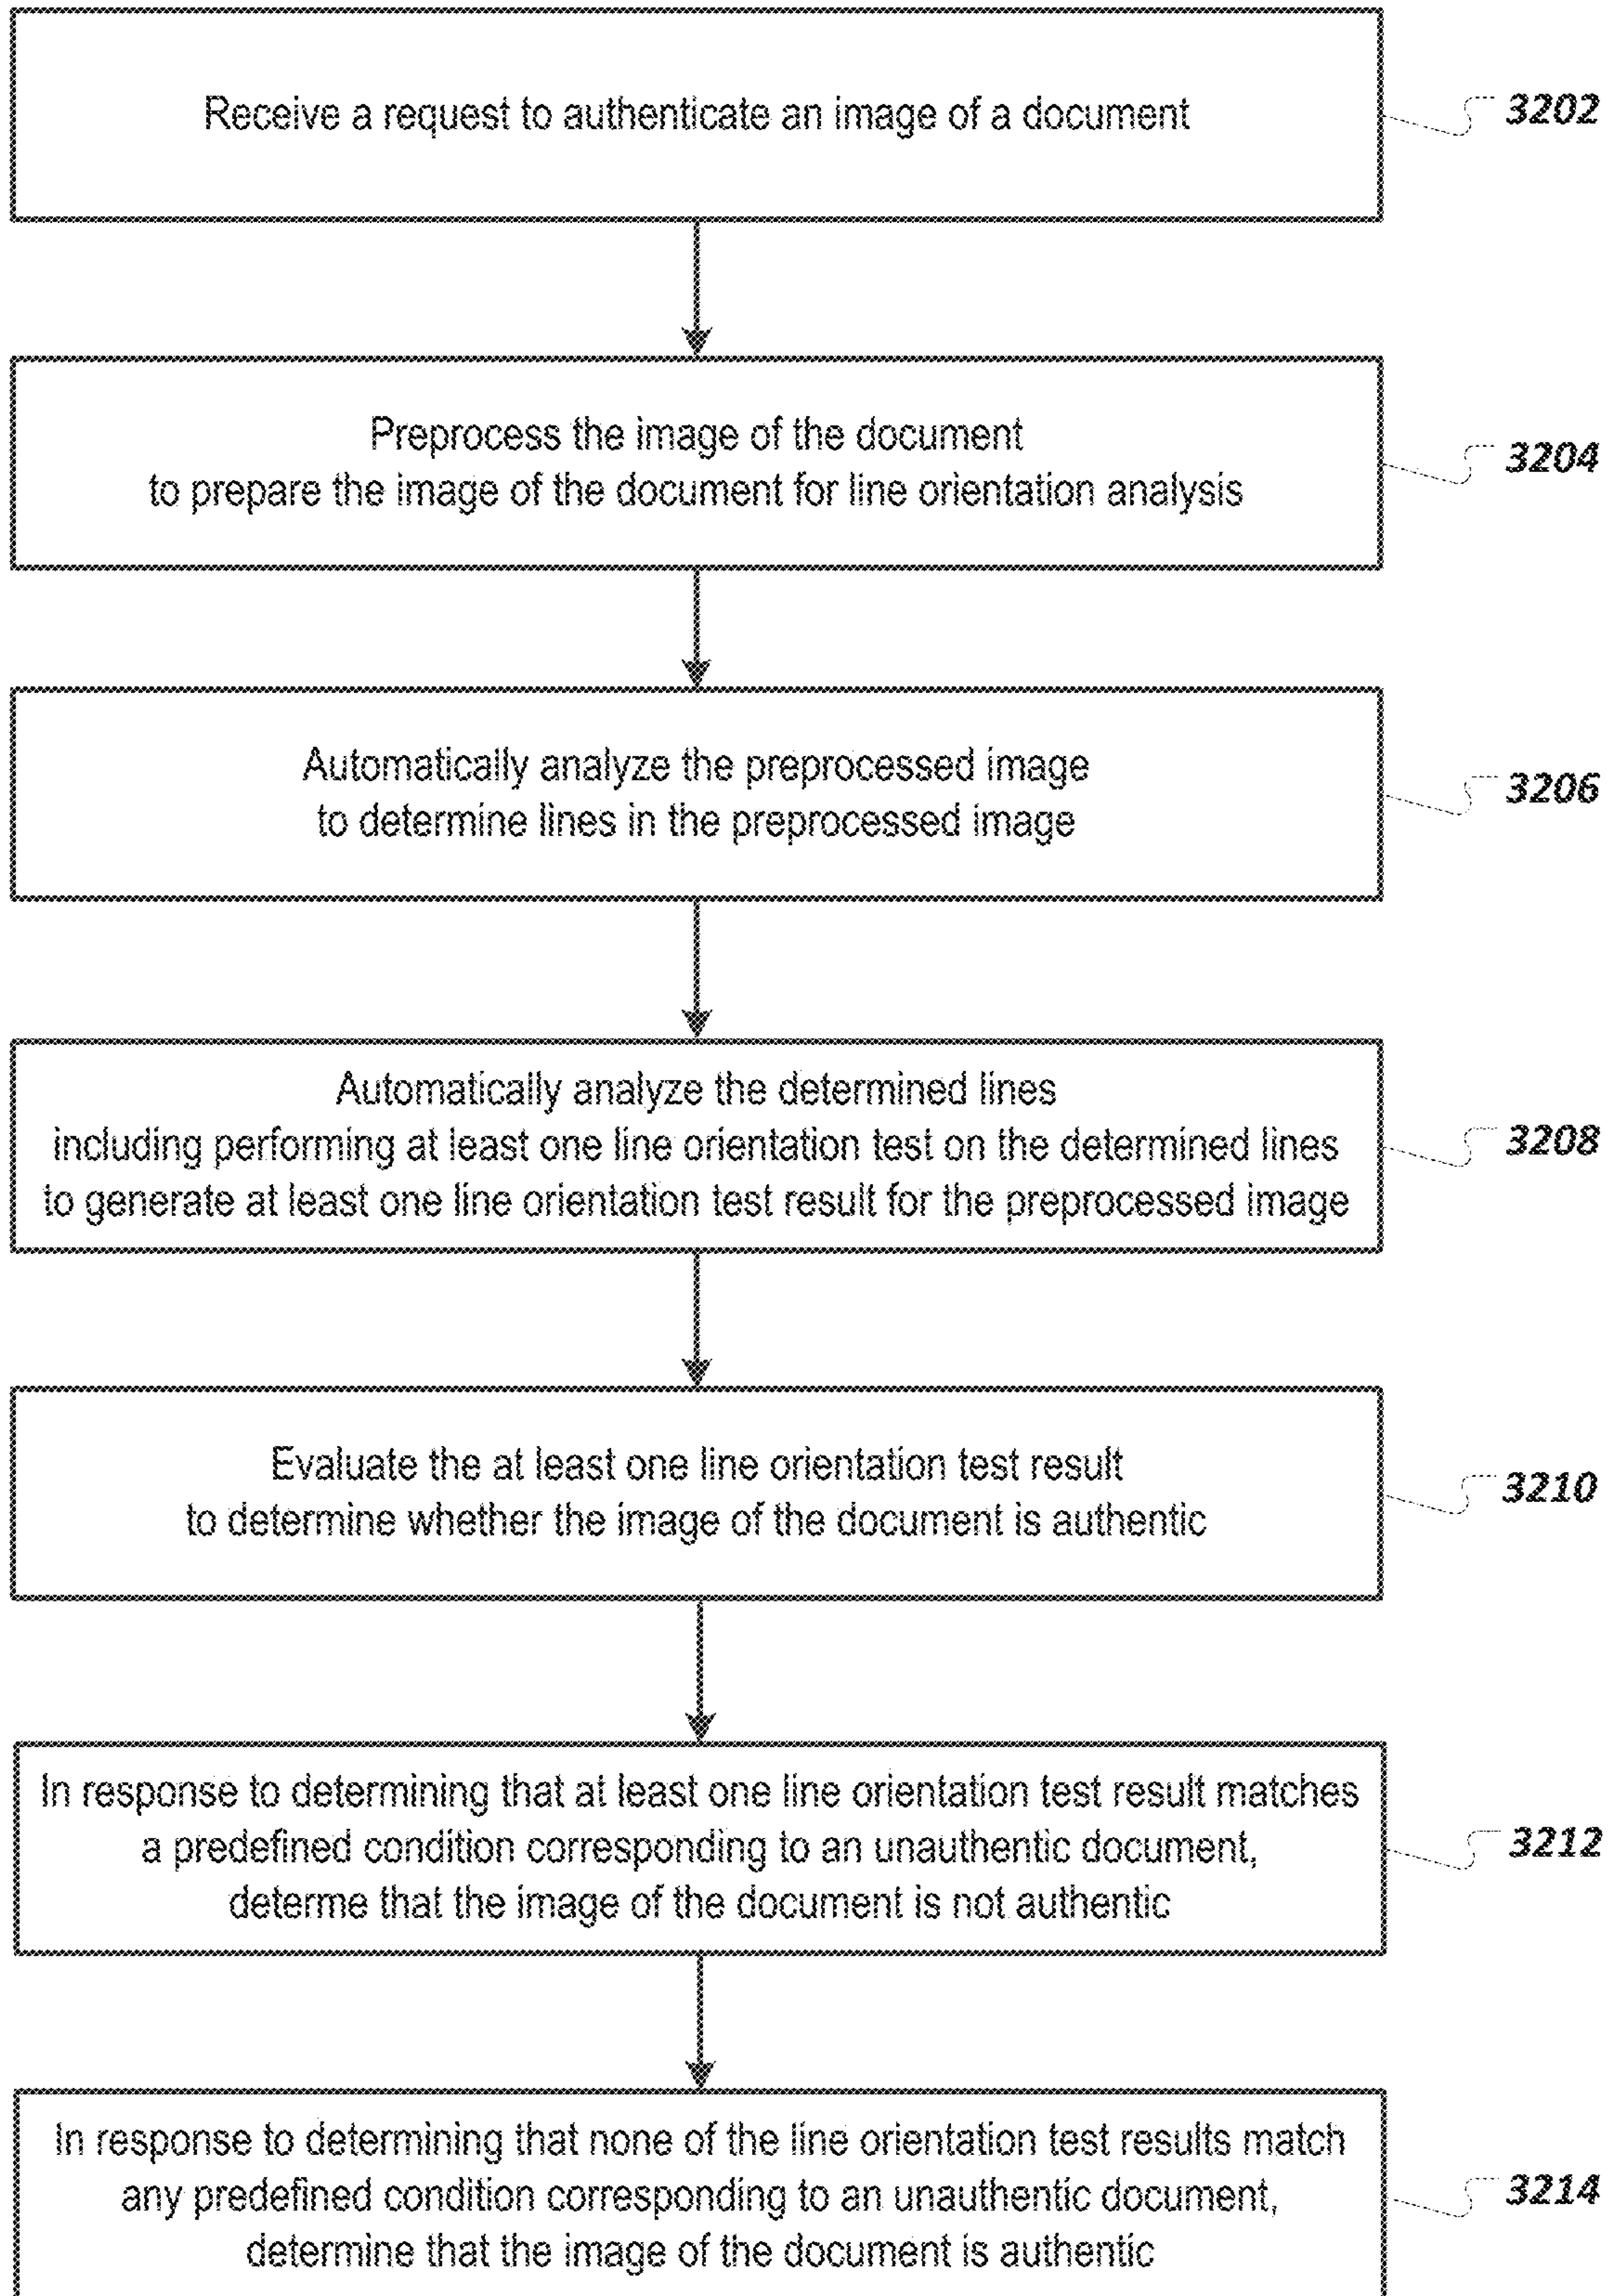 Receive a request to authenticate an image of a document
3202
Preprocess the image of the document
to prepare the image of the document for line orientation analysis
3204
Automatically analyze the preprocessed image
to determine lines in the preprocessed image
3206
Automatically analyze the determined lines
including performing at least one line orientation test on the determined lines
to generate at least one line orientation test result for the preprocessed image
3208
Evaluate the at least one line orientation test result
to determine whether the image of the document is authentic
3210
In response to determining that at least one line orientation test result matches
a predefined condition corresponding to an unauthentic document,
determe that the image of the document is not authentic
3212
In response to determining that none of the line orientation test results match
any predefined condition corresponding to an unauthentic document,
determine that the image of the document is authentic
3214